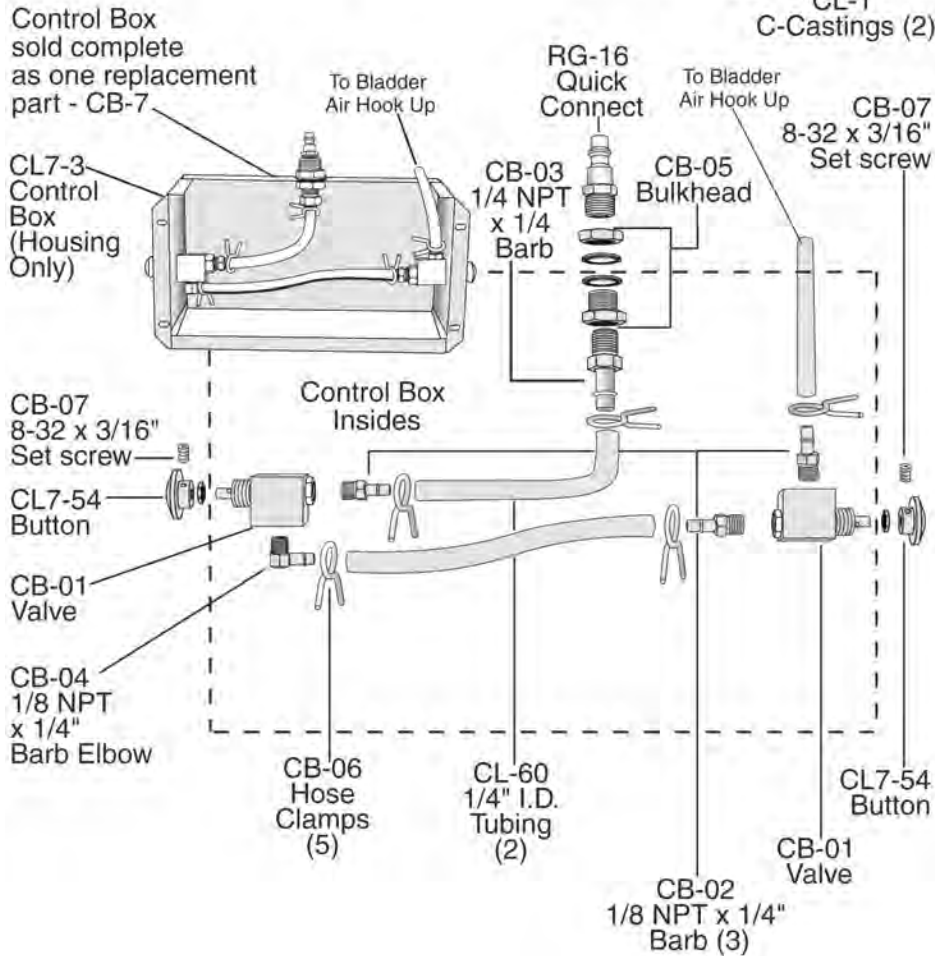 Control Box
sold complete
as one replacement
part - CB-7
To Bladder
Air Hook Up
RG-16
Quick
Connect
To Bladder
Air Hook Up
C-Castings (2)
CB-07
8-32 x 3/16"
Set screw
CL7-3
Control
Box
(Housing
Only)
CB-03
1/4 NPT
x 1/4
Barb
CB-05
Bulkhead
Control Box
Insides
CB-07
8-32 x 3/16"
Set screw
CL7-54
Button
CB-01
Valve
CB-04
1/8 NPT
x 1/4"
Barb Elbow
CB-06
Hose
Clamps
(5)
CL-60
1/4" I.D.
Tubing
(2)
CB-02
1/8 NPT x 1/4"
Barb (3)
CL7-54
Button
CB-01
Valve